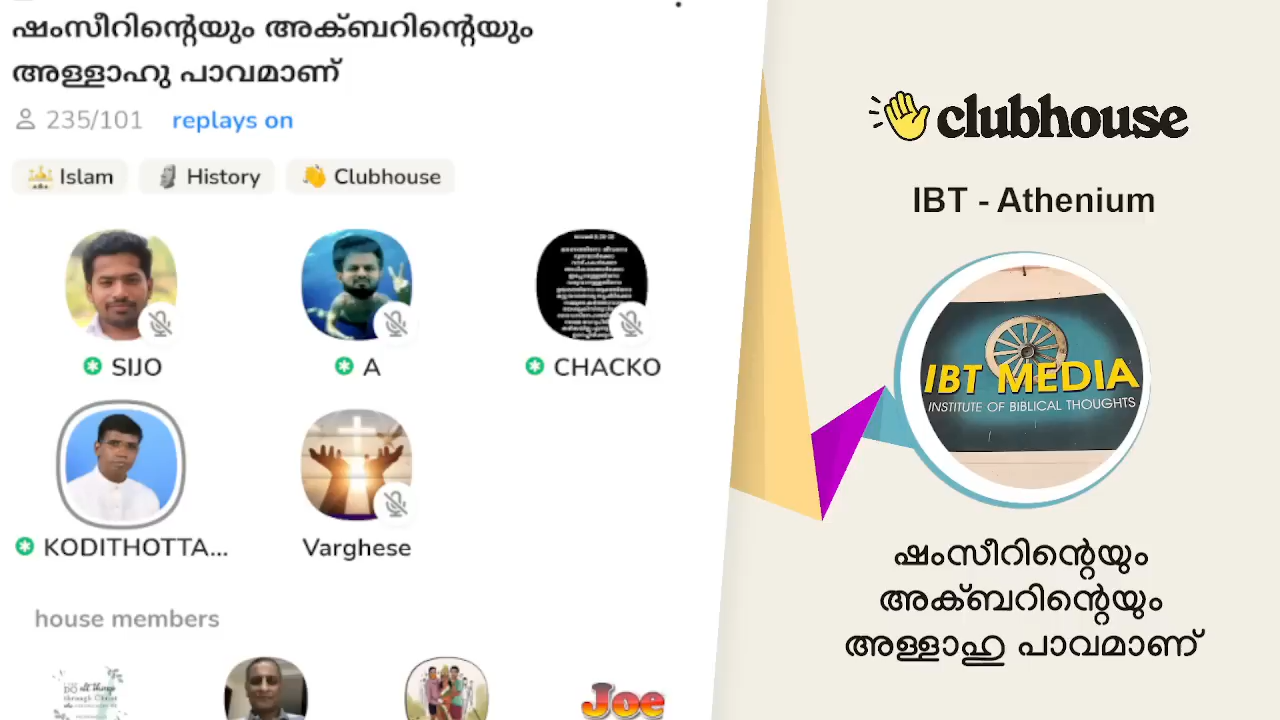 ഷംസീറിന്റെയും അക്ബറിന്റെയും
അള്ളാഹു പാവമാണ്
235/101 replays on
Islam History Clubhouse
SIJO A CHACKO
KODITHOTTA... Varghese
house members
Joe
clubhouse
IBT - Athenium
IBT MEDIA
INSTITUTE OF BIBLICAL THOUGHTS
ഷംസീറിന്റെയും
അക്ബറിന്റെയും
അള്ളാഹു പാവമാണ്